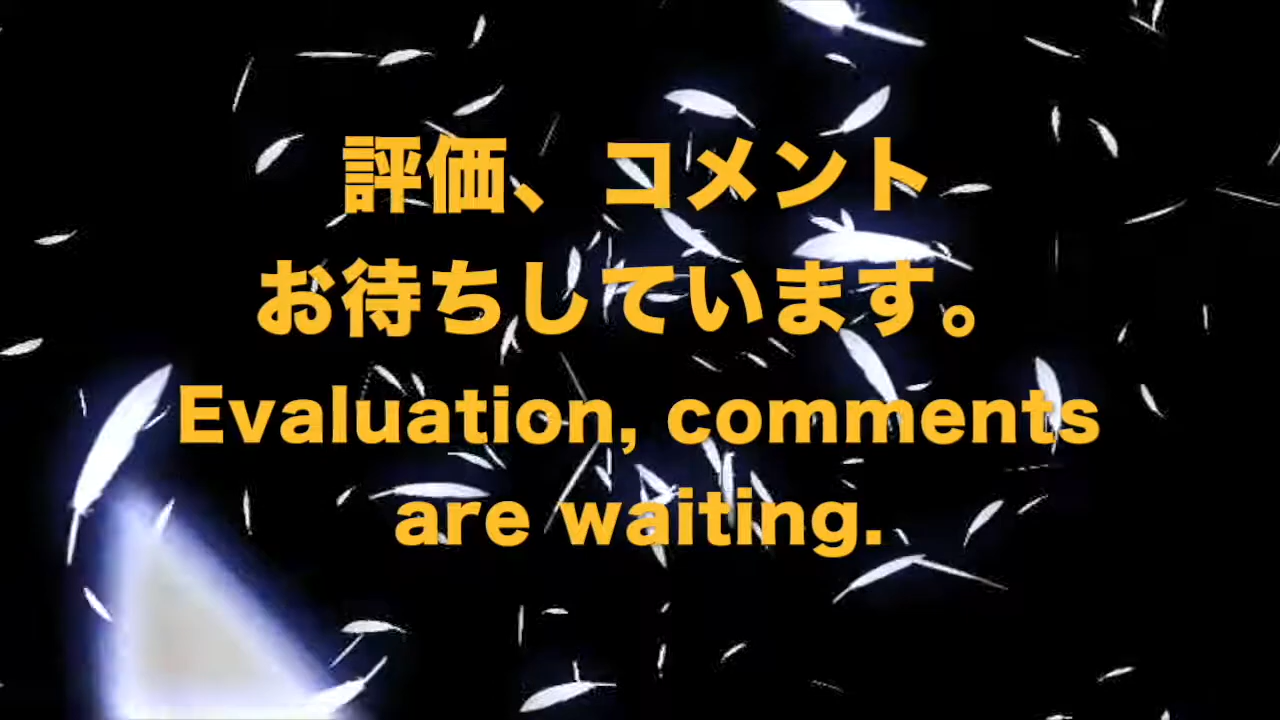 評価、コメント
お待ちしています。
Evaluation, comments
are waiting.